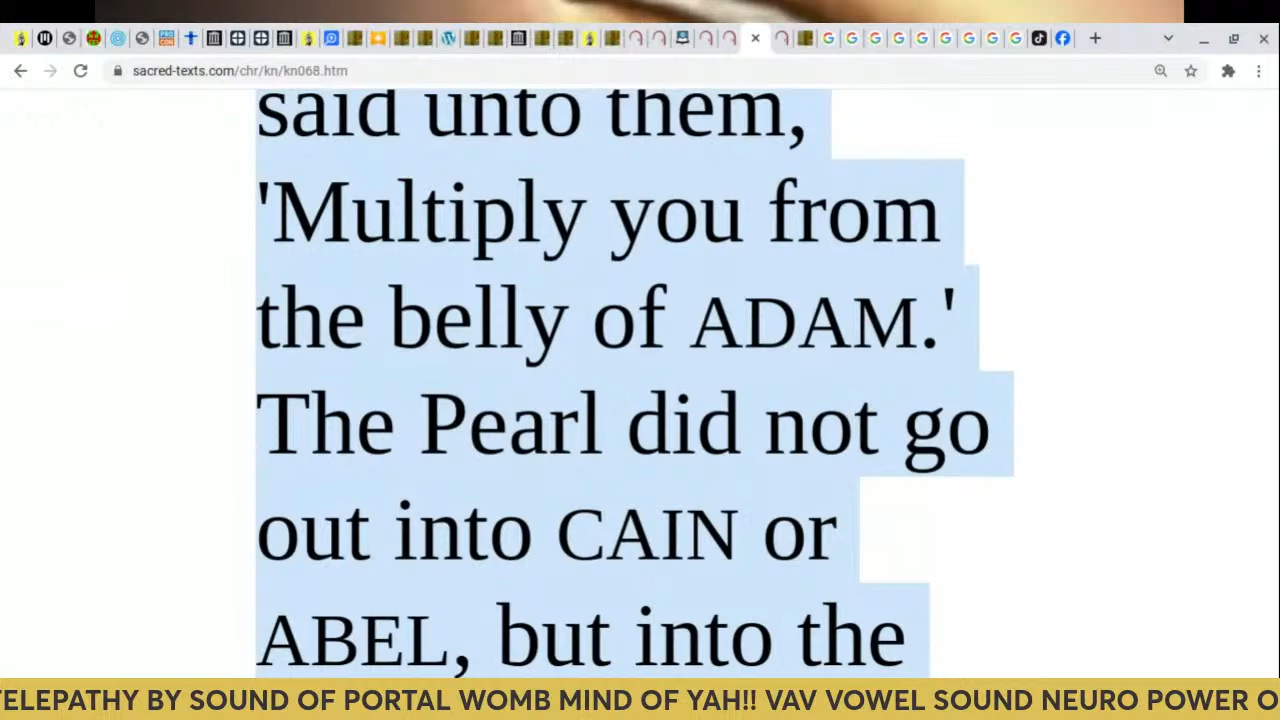 sacred-texts.com/chr/kn/kn068.htm
said unto them,
'Multiply you from
the belly of ADAM.'
The Pearl did not go
out into CAIN or
ABEL, but into the
TELEPATHY BY SOUND OF PORTAL WOMB MIND OF YAH!! VAV VOWEL SOUND NEURO POWER O